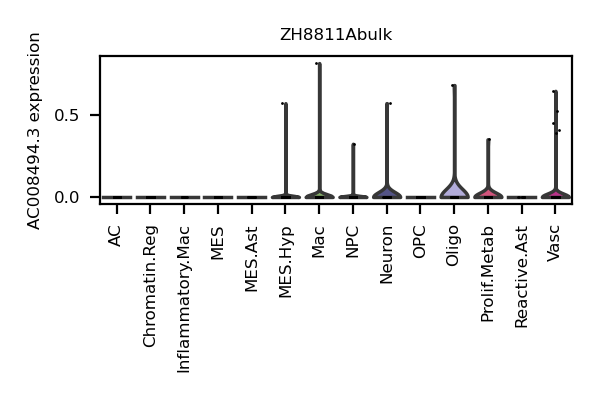 ZH8811Abulk
AC008494.3 expression
0.5
0.0
AC
Chromatin.Reg
Inflammatory.Mac
MES
MES.Ast
MES.Hyp
Mac
NPC
Neuron
OPC
Oligo
Prolif.Metab
Reactive.Ast
Vasc